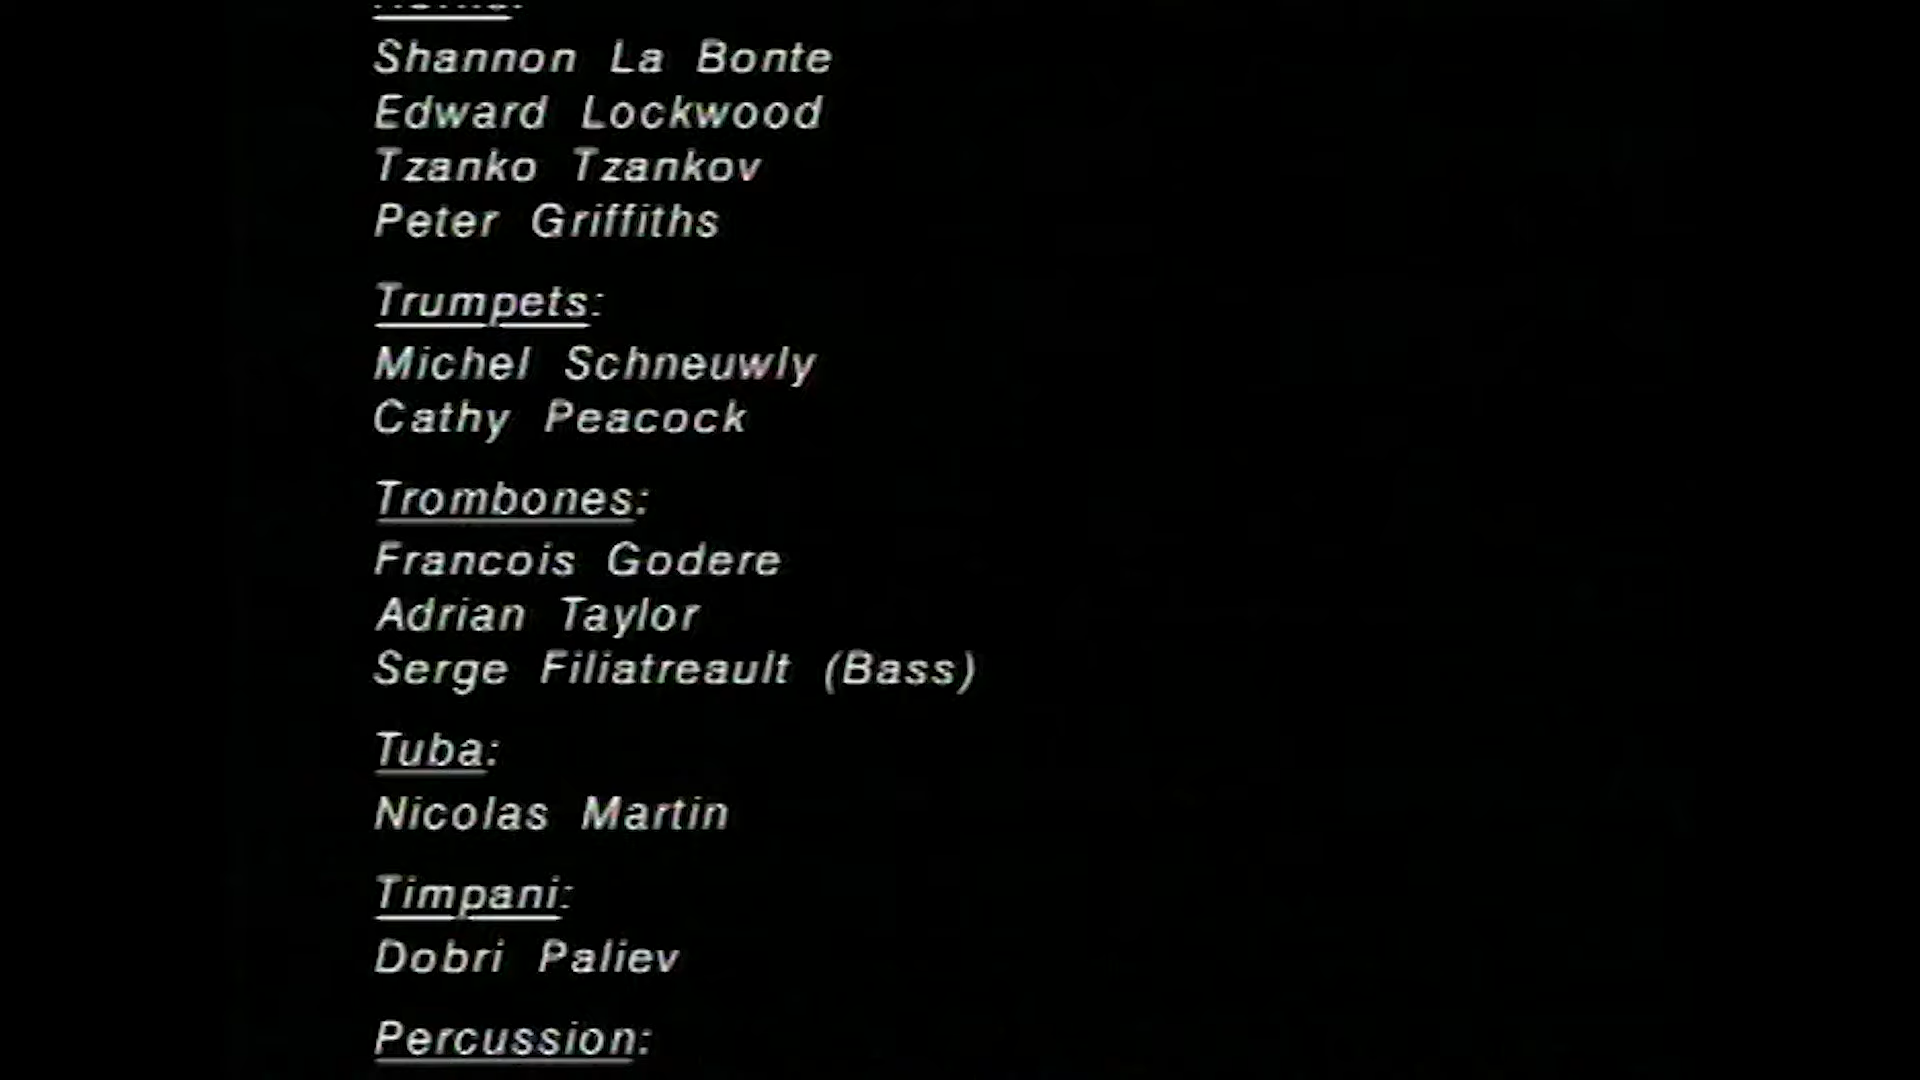 Shannon La Bonte
Edward Lockwood
Tzanko Tzankov
Peter Griffiths
Trumpets:
Michel Schneuwly
Cathy Peacock
Trombones:
Francois Godere
Adrian Taylor
Serge Filiatreault (Bass)
Tuba:
Nicolas Martin
Timpani:
Dobri Paliev
Percussion: